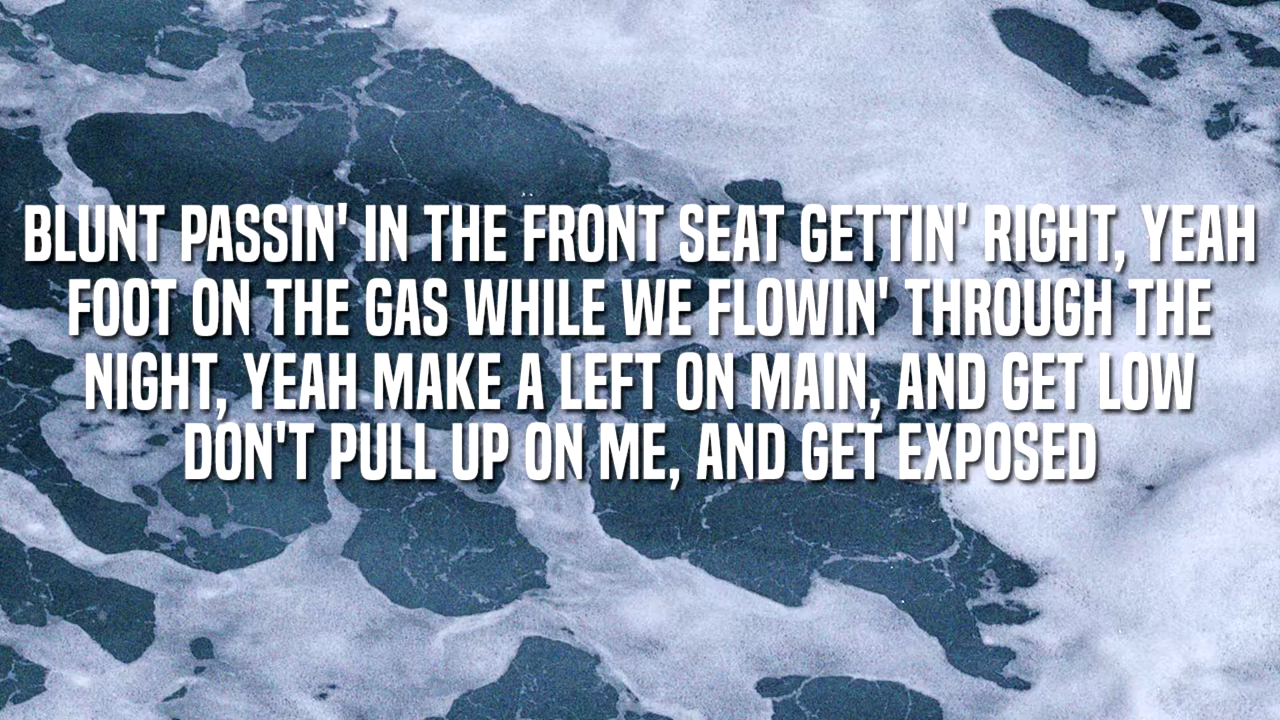 BLUNT PASSIN' IN THE FRONT SEAT GETTIN' RIGHT, YEAH
FOOT ON THE GAS WHILE WE FLOWIN' THROUGH THE
NIGHT, YEAH MAKE A LEFT ON MAIN, AND GET LOW
DON'T PULL UP ON ME, AND GET EXPOSED